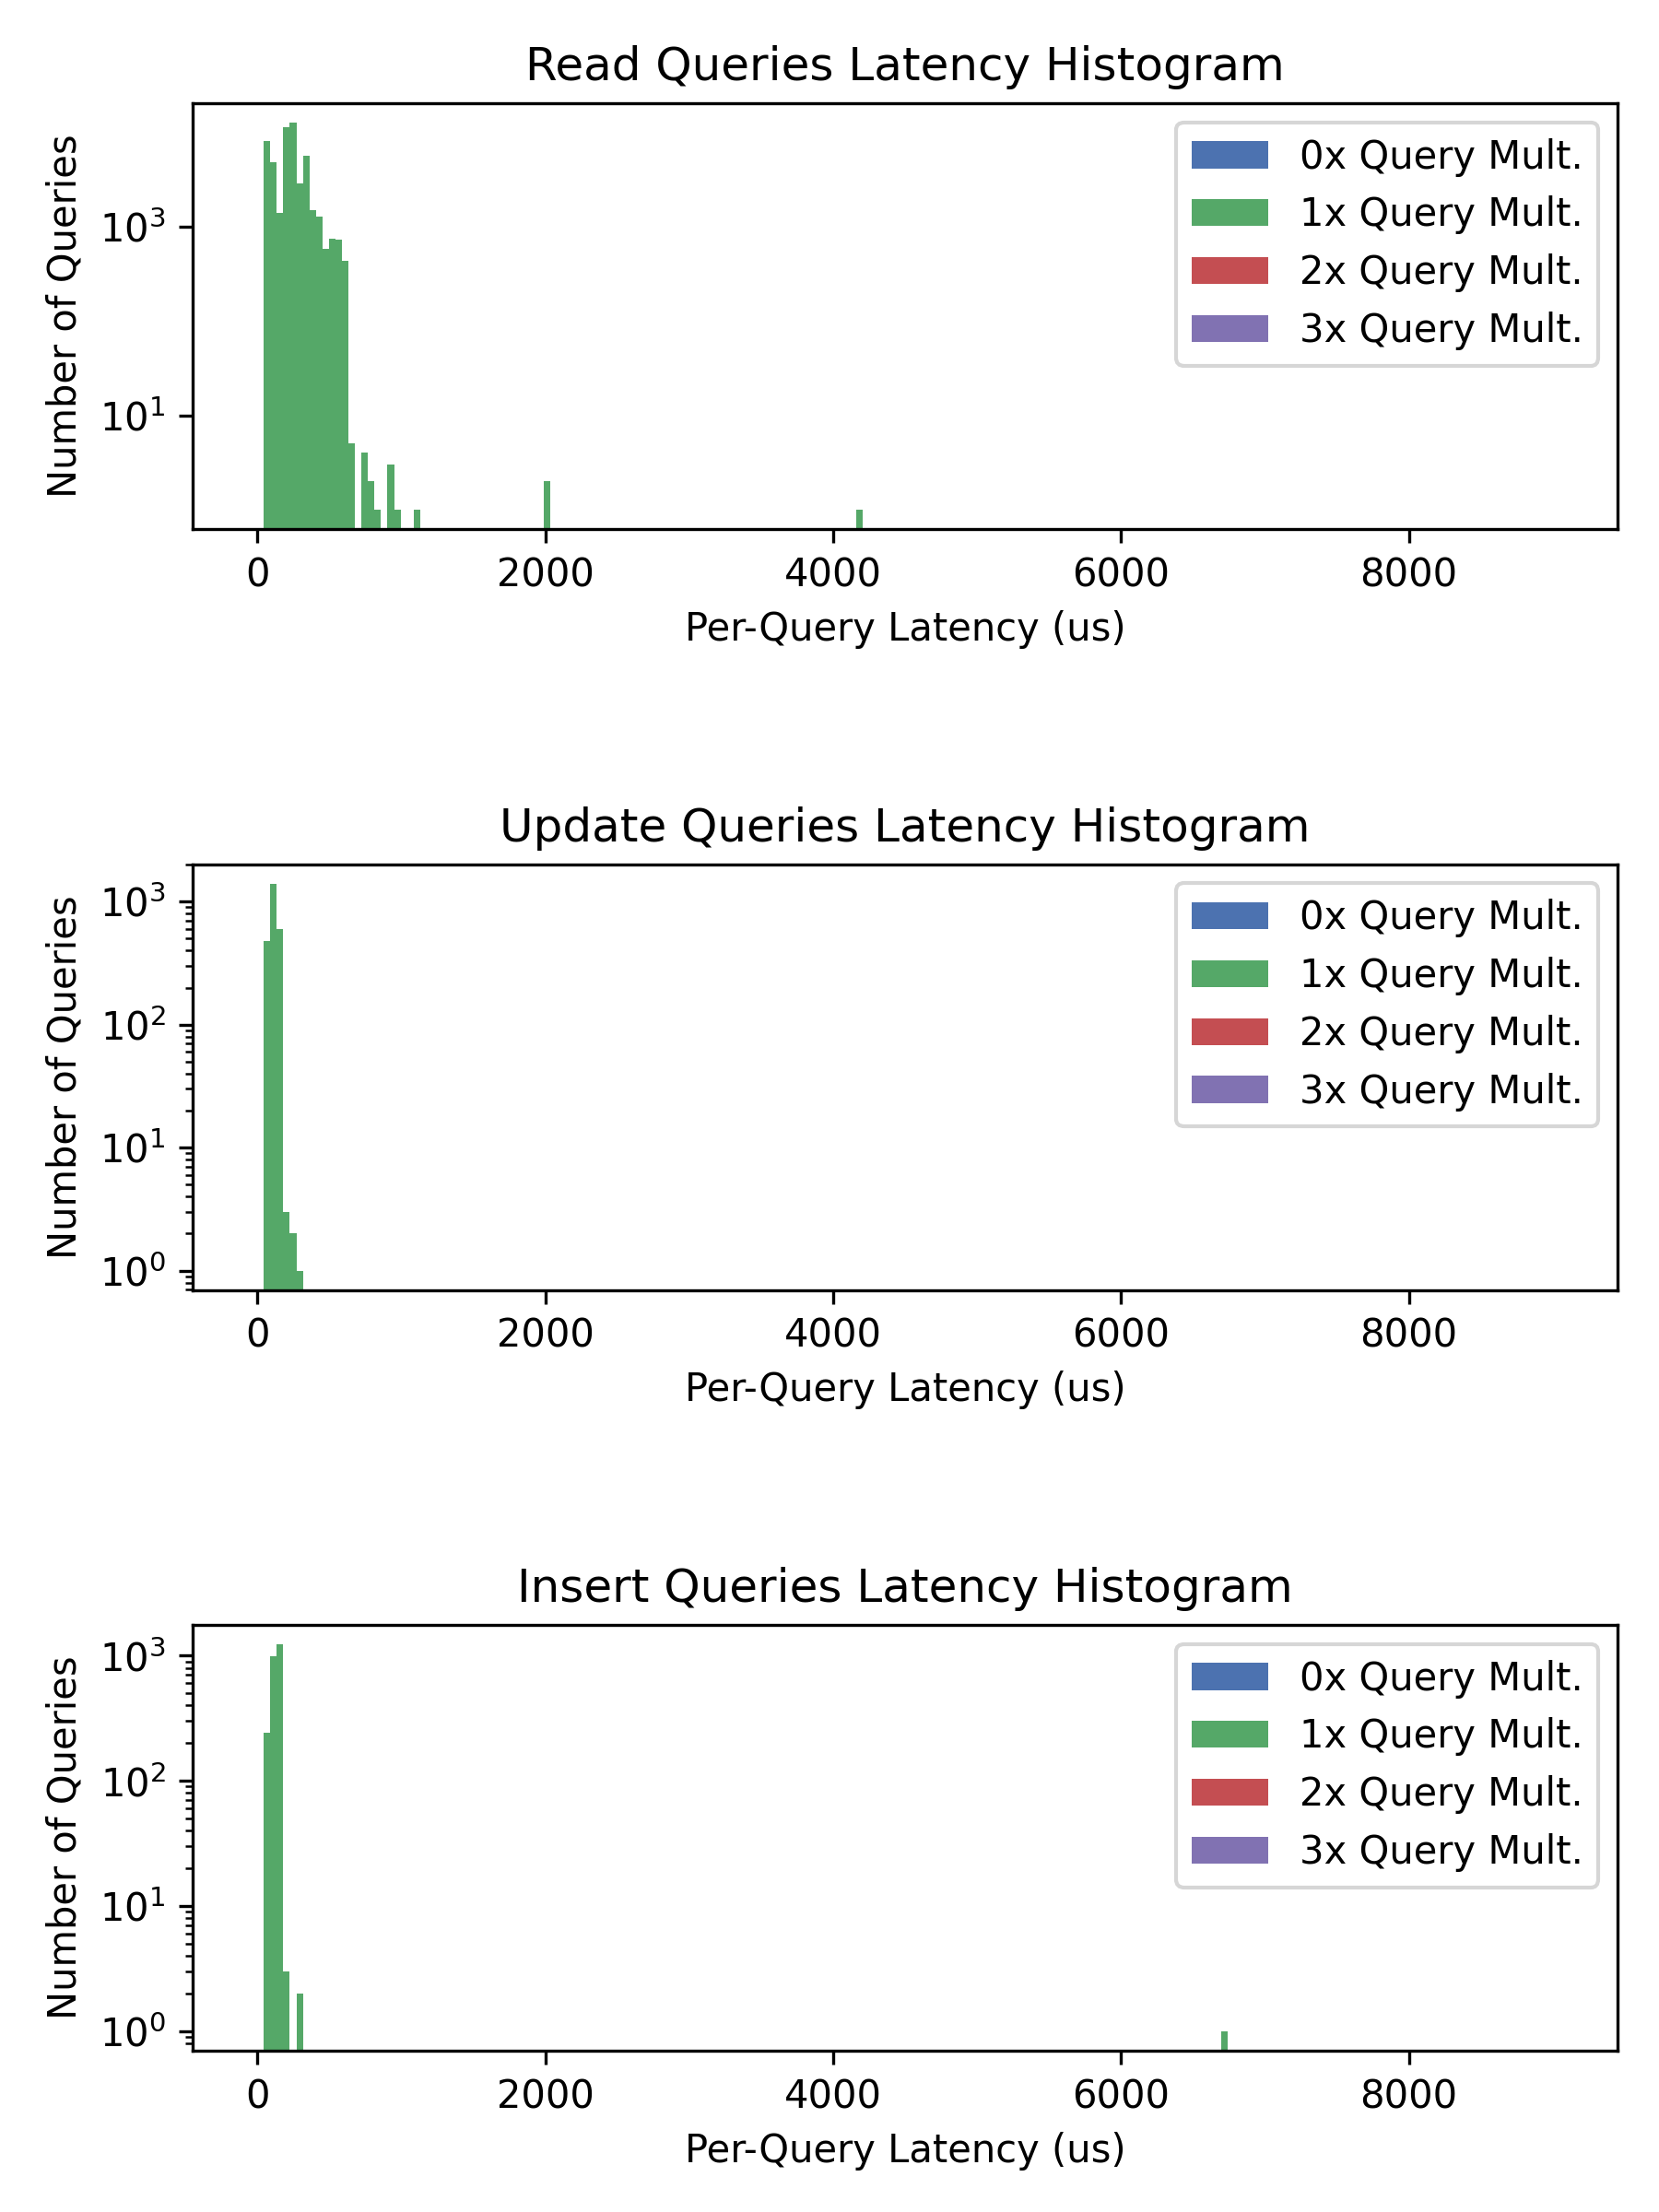 Read Queries Latency Histogram
Number of Queries
10³
10¹
0x Query Mult.
1x Query Mult.
2x Query Mult.
3x Query Mult.
0 2000 4000 6000 8000
Per-Query Latency (us)
Update Queries Latency Histogram
Number of Queries
10³
10²
10¹
10⁰
0x Query Mult.
1x Query Mult.
2x Query Mult.
3x Query Mult.
0 2000 4000 6000 8000
Per-Query Latency (us)
Insert Queries Latency Histogram
Number of Queries
10³
10²
10¹
10⁰
0x Query Mult.
1x Query Mult.
2x Query Mult.
3x Query Mult.
0 2000 4000 6000 8000
Per-Query Latency (us)